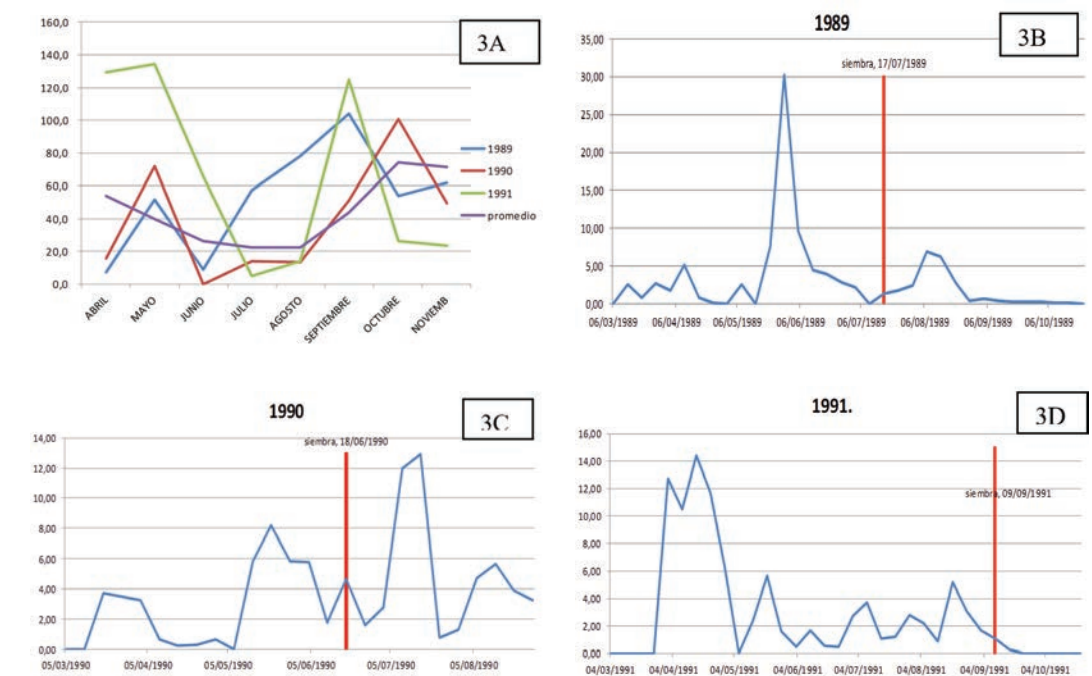 3A
160,0
140,0
120,0
100,0
80,0
60,0
40,0
20,0
0,0
ABRIL
MAYO
JUNIO
JULIO
AGOSTO
SEPTIEMBRE
OCTUBRE
NOVIEMB
1989
1990
1991
promedio
1989
3B
siembra, 17/07/1989
35,00
30,00
25,00
20,00
15,00
10,00
5,00
0,00
06/03/1989 06/04/1989 06/05/1989 06/06/1989 06/07/1989 06/08/1989 06/09/1989 06/10/1989
1990
3C
siembra, 18/06/1990
14,00
12,00
10,00
8,00
6,00
4,00
2,00
0,00
05/03/1990 05/04/1990 05/05/1990 05/06/1990 05/07/1990 05/08/1990
1991.
3D
siembra, 09/09/1991
16,00
14,00
12,00
10,00
8,00
6,00
4,00
2,00
0,00
04/03/1991 04/04/1991 04/05/1991 04/06/1991 04/07/1991 04/08/1991 04/09/1991 04/10/1991